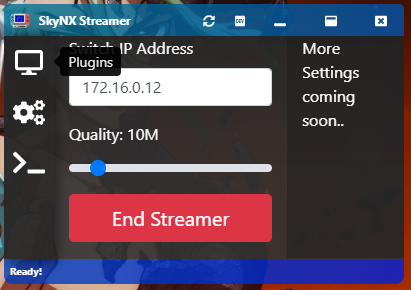 SkyNX Streamer
DEV
Switch IP Address
Plugins
172.16.0.12
Quality: 10M
End Streamer
More
Settings
coming
soon..
Ready!